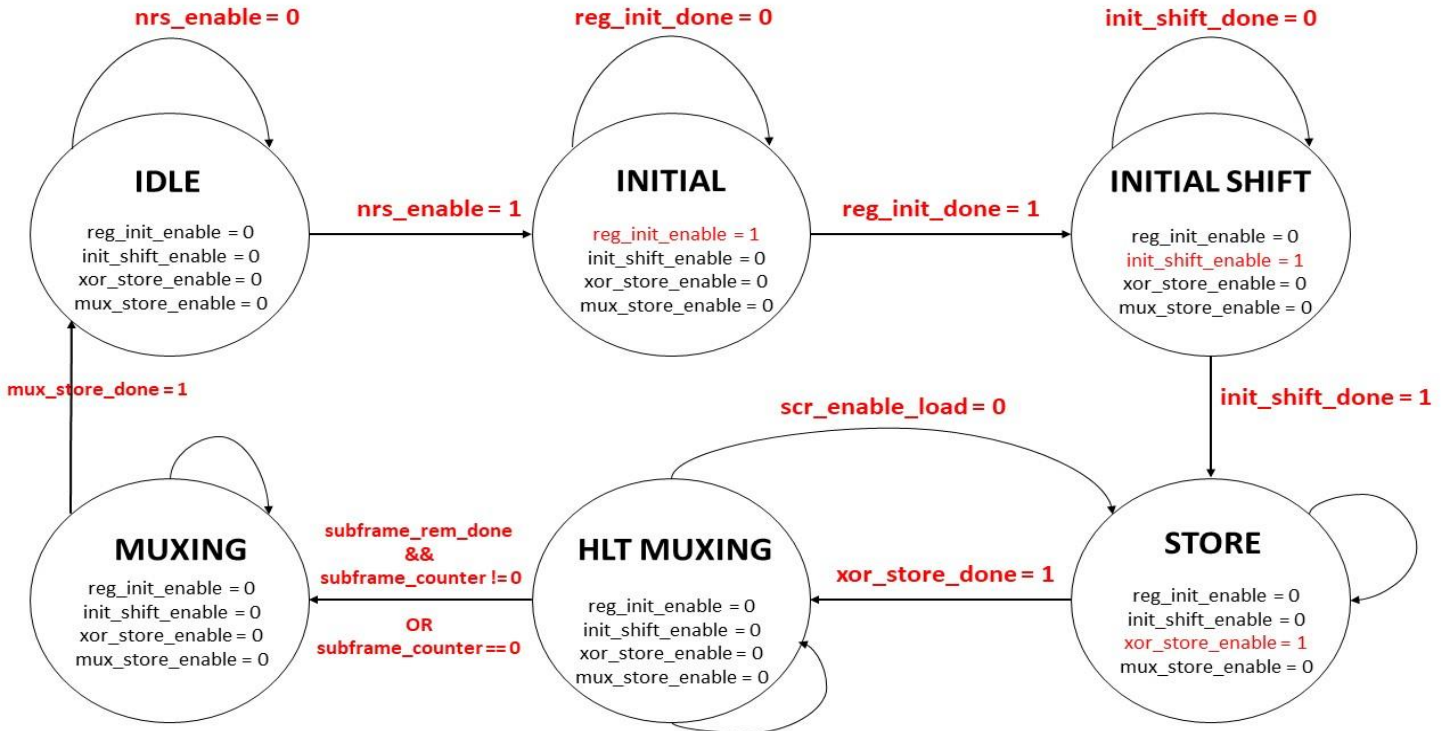 nrs_enable = 0
reg_init_done = 0
init_shift_done = 0
IDLE
reg_init_enable = 0
init_shift_enable = 0
xor_store_enable = 0
mux_store_enable = 0
nrs_enable = 1
INITIAL
reg_init_enable = 1
init_shift_enable = 0
xor_store_enable = 0
mux_store_enable = 0
reg_init_done = 1
INITIAL SHIFT
reg_init_enable = 0
init_shift_enable = 1
xor_store_enable = 0
mux_store_enable = 0
mux_store_done = 1
scr_enable_load = 0
init_shift_done = 1
MUXING
reg_init_enable = 0
init_shift_enable = 0
xor_store_enable = 0
mux_store_enable = 0
subframe_rem_done
&&
subframe_counter != 0
OR
subframe_counter == 0
HLT MUXING
reg_init_enable = 0
init_shift_enable = 0
xor_store_enable = 0
mux_store_enable = 0
xor_store_done = 1
STORE
reg_init_enable = 0
init_shift_enable = 0
xor_store_enable = 1
mux_store_enable = 0